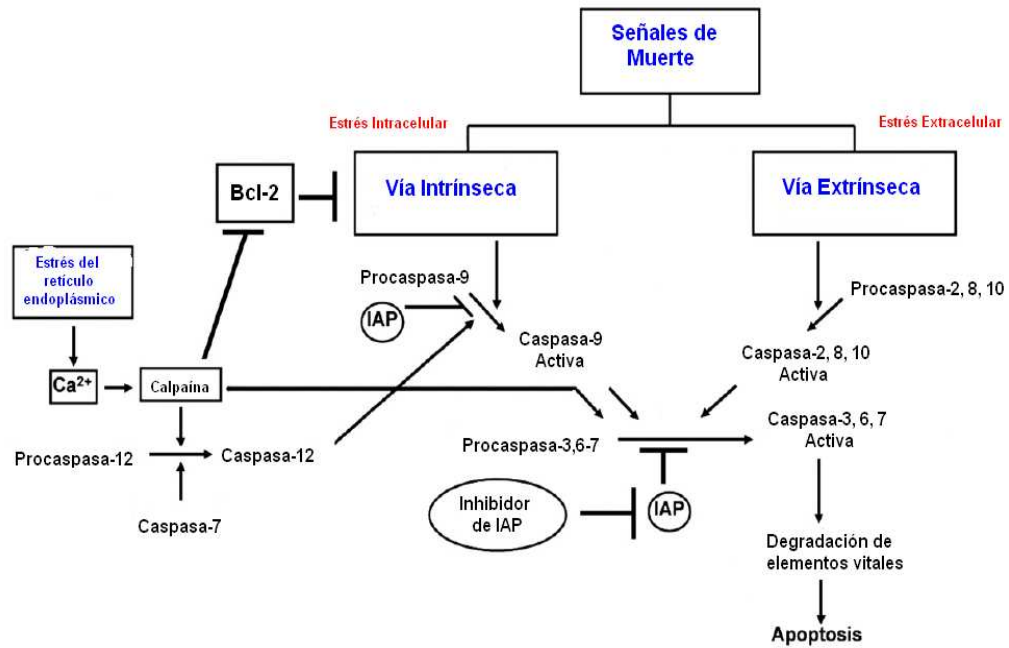 Señales de
Muerte
Estrés Intracelular
Estrés Extracelular
Bcl-2
Vía Intrínseca
Vía Extrínseca
Estrés del
retículo
endoplásmico
Procaspasa-9
Procaspasa-2, 8, 10
IAP
Caspasa-9
Activa
Caspasa-2, 8, 10
Activa
Ca²⁺
Calpaína
Caspasa-3, 6, 7
Activa
Procaspasa-12
Caspasa-12
Procaspasa-3,6-7
Inhibidor
de IAP
IAP
Caspasa-7
Degradación de
elementos vitales
Apoptosis